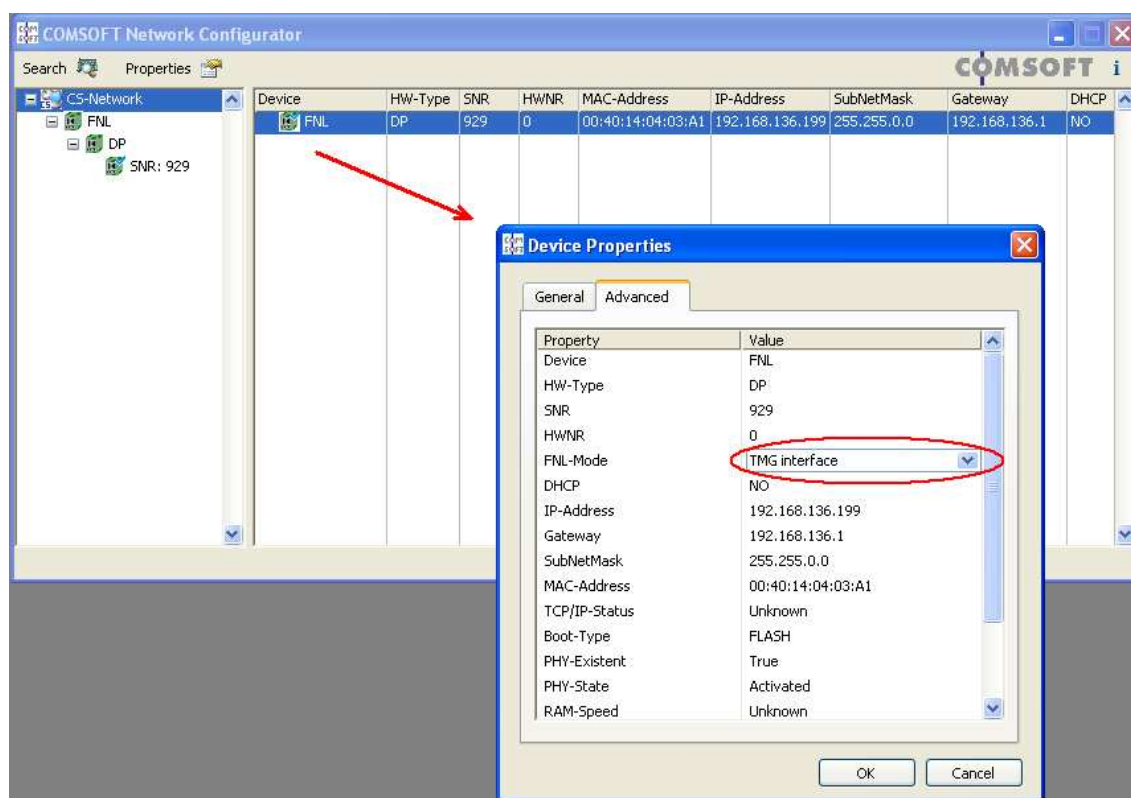 COMSOFT Network Configurator
Search Properties COMSOFT i
CS-Network
FNL
DP
SNR: 929
Device HW-Type SNR HWNR MAC-Address IP-Address SubNetMask Gateway DHCP
FNL DP 929 0 00:40:14:04:03:A1 192.168.136.199 255.255.0.0 192.168.136.1 NO
Device Properties
General Advanced
Property Value
Device FNL
HW-Type DP
SNR 929
HWNR 0
FNL-Mode TMG interface
DHCP NO
IP-Address 192.168.136.199
Gateway 192.168.136.1
SubNetMask 255.255.0.0
MAC-Address 00:40:14:04:03:A1
TCP/IP-Status Unknown
Boot-Type FLASH
PHY-Existent True
PHY-State Activated
RAM-Speed Unknown
OK Cancel